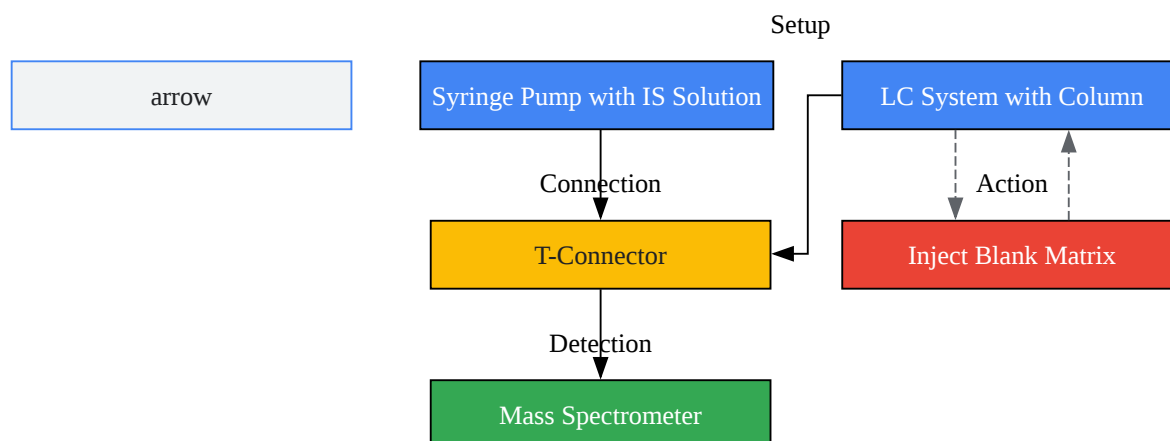 Setup
arrow
Syringe Pump with IS Solution
LC System with Column
Connection
Action
T-Connector
Inject Blank Matrix
Detection
Mass Spectrometer